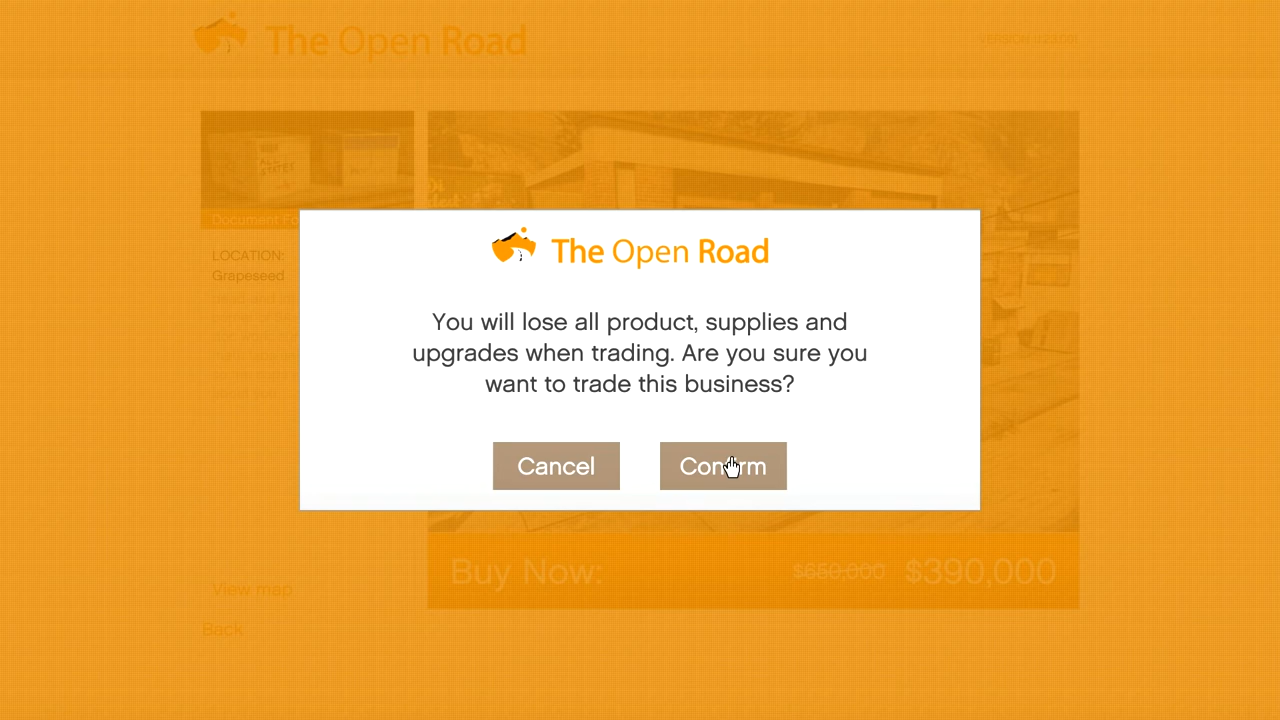 The Open Road
Document Fo
LOCATION:
Grapeseed
The Open Road
You will lose all product, supplies and
upgrades when trading. Are you sure you
want to trade this business?
Cancel
Confirm
Buy Now:
$650,000 $390,000
View map
Back